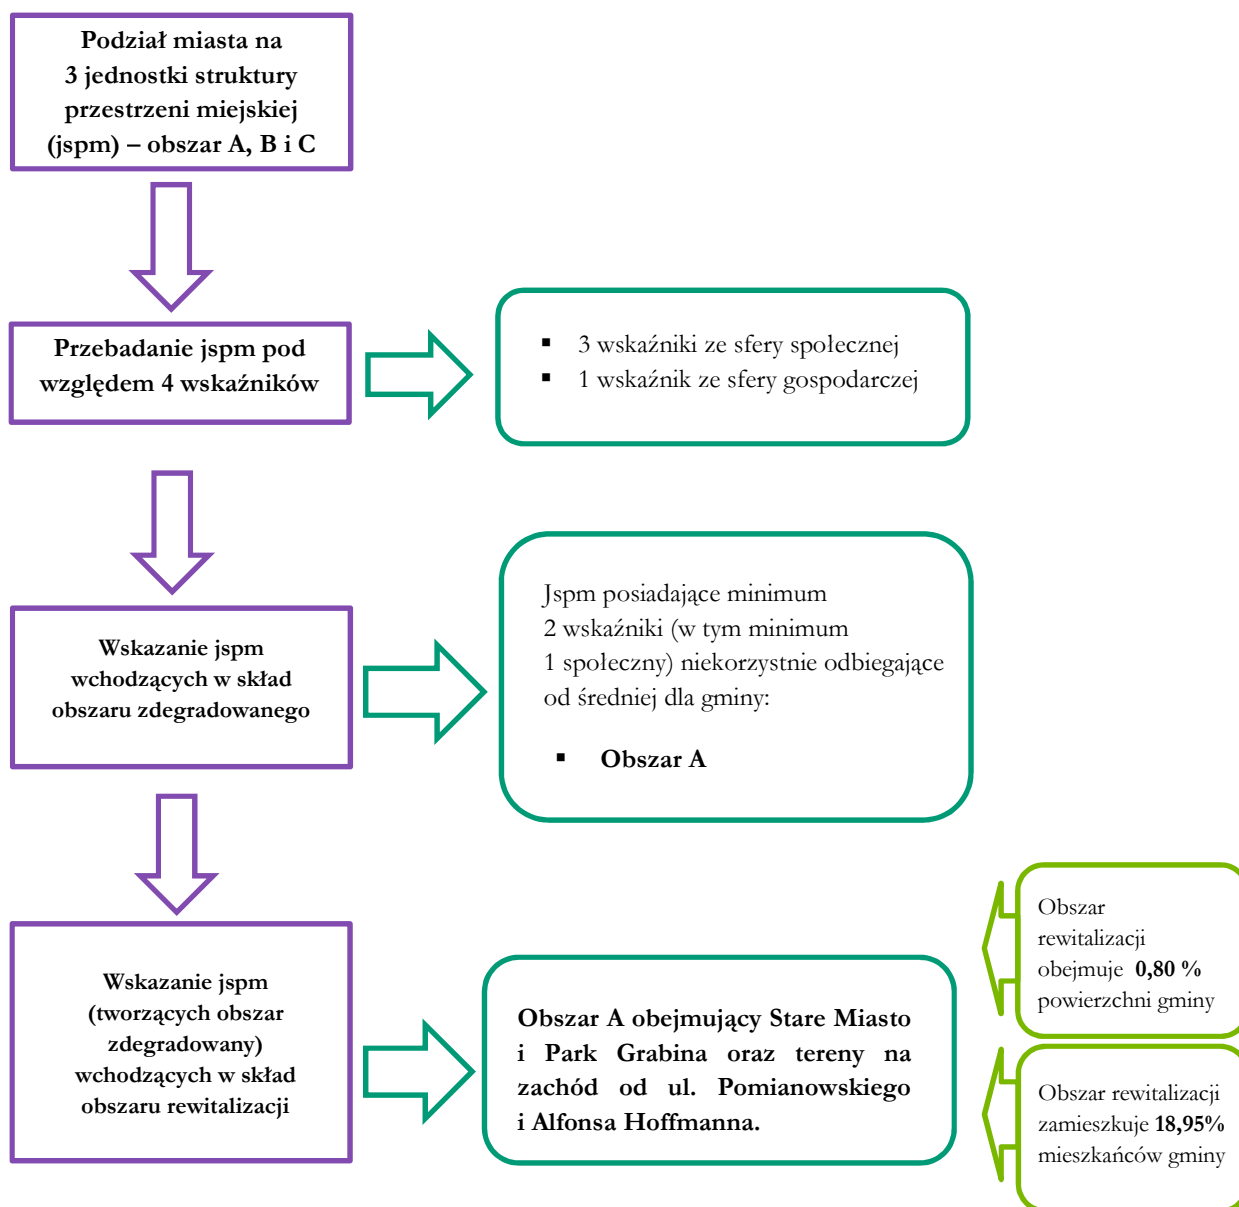 Podział miasta na
3 jednostki struktury
przestrzeni miejskiej
(jspm) – obszar A, B i C
Przebadanie jspm pod
względem 4 wskaźników
▪ 3 wskaźniki ze sfery społecznej
▪ 1 wskaźnik ze sfery gospodarczej
Wskazanie jspm
wchodzących w skład
obszaru zdegradowanego
Jspm posiadające minimum
2 wskaźniki (w tym minimum
1 społeczny) niekorzystnie odbiegające
od średniej dla gminy:
▪ Obszar A
Wskazanie jspm
(tworzących obszar
zdegradowany)
wchodzących w skład
obszaru rewitalizacji
Obszar A obejmujący Stare Miasto
i Park Grabina oraz tereny na
zachód od ul. Pomianowskiego
i Alfonsa Hoffmanna.
Obszar
rewitalizacji
obejmuje 0,80 %
powierzchni gminy
Obszar rewitalizacji
zamieszkuje 18,95%
mieszkańców gminy